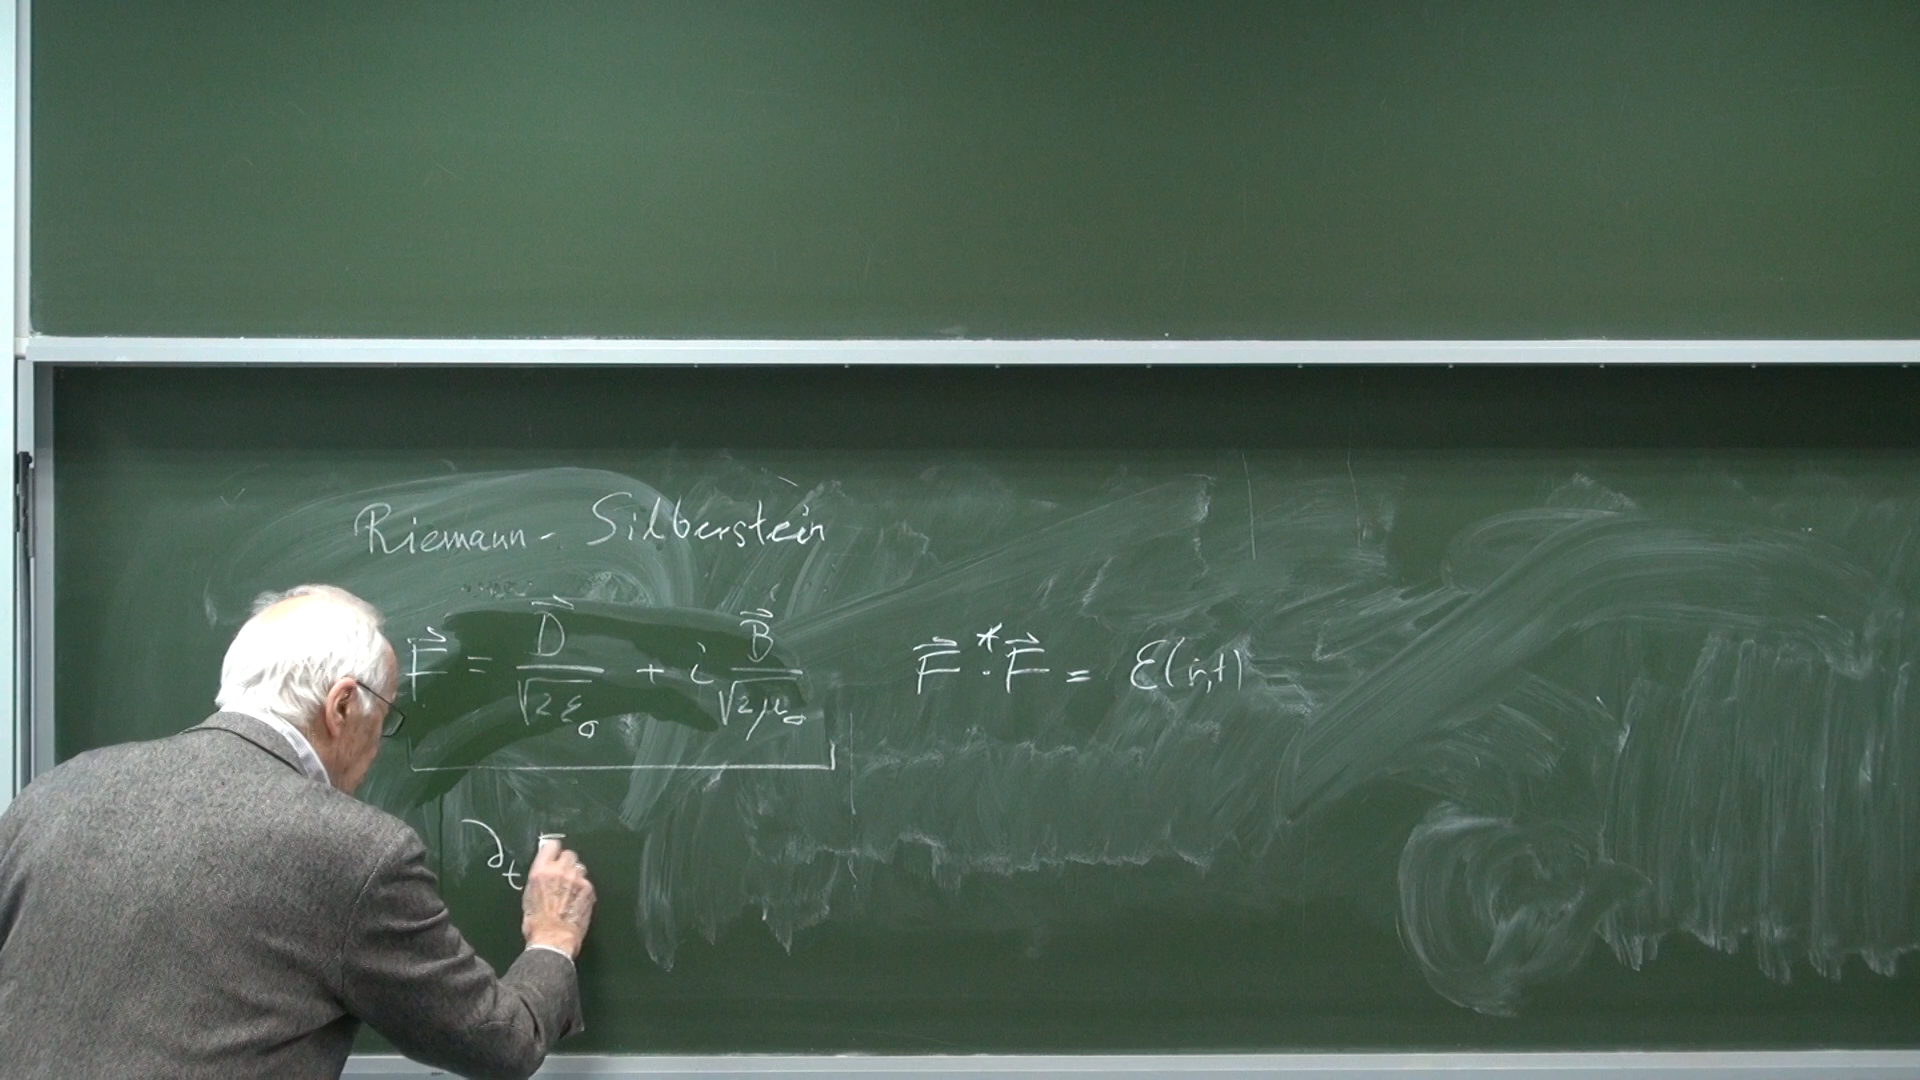 Riemann - Silberstein
F⃗ = D⃗/√2ε₀ + i B⃗/√2μ₀    F⃗* · F⃗ = ℰ(r,t)
∂ₜ